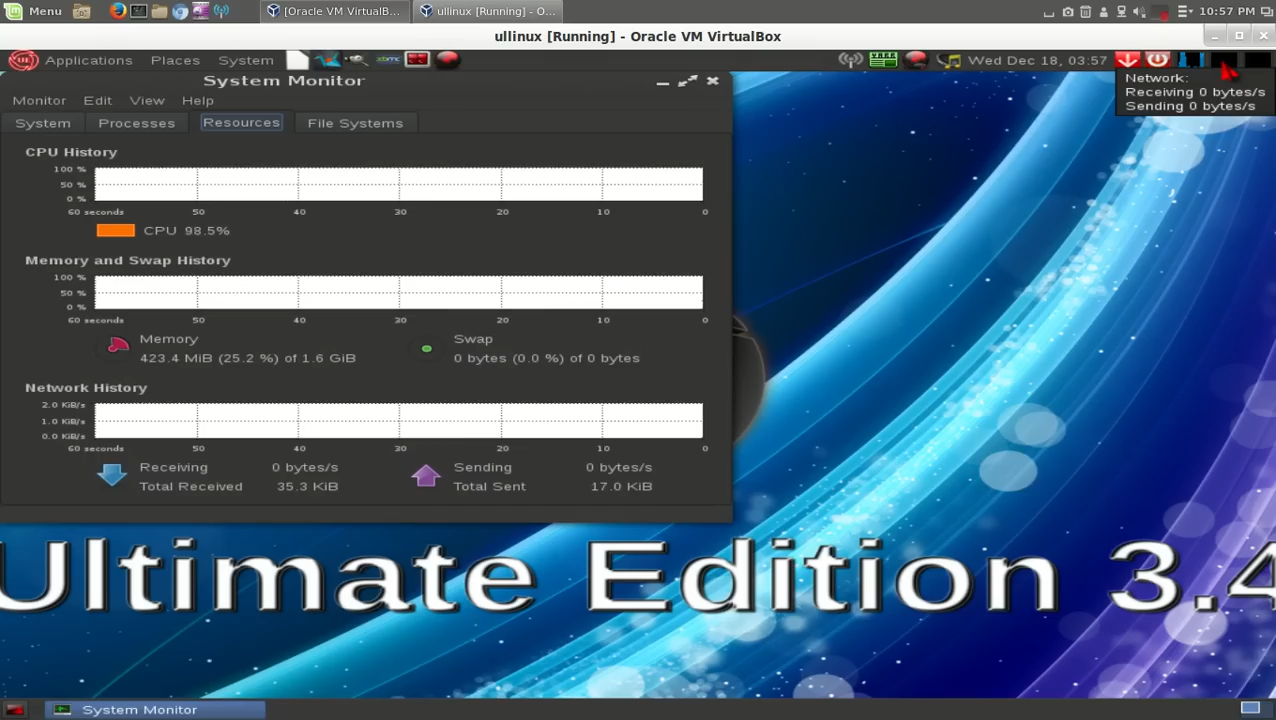 Menu
[Oracle VM VirtualB...
ullinux [Running] - O...
10:57 PM
ullinux [Running] - Oracle VM VirtualBox
Applications Places System
Wed Dec 18, 03:57
Network:
Receiving 0 bytes/s
Sending 0 bytes/s
System Monitor
Monitor Edit View Help
System Processes Resources File Systems
CPU History
100 %
50 %
0 %
60 seconds 50 40 30 20 10 0
CPU 98.5%
Memory and Swap History
100 %
50 %
0 %
60 seconds 50 40 30 20 10 0
Memory
423.4 MiB (25.2 %) of 1.6 GiB
Swap
0 bytes (0.0 %) of 0 bytes
Network History
2.0 KiB/s
1.0 KiB/s
0.0 KiB/s
60 seconds 50 40 30 20 10 0
Receiving 0 bytes/s
Total Received 35.3 KiB
Sending 0 bytes/s
Total Sent 17.0 KiB
Ultimate Edition 3.4
System Monitor